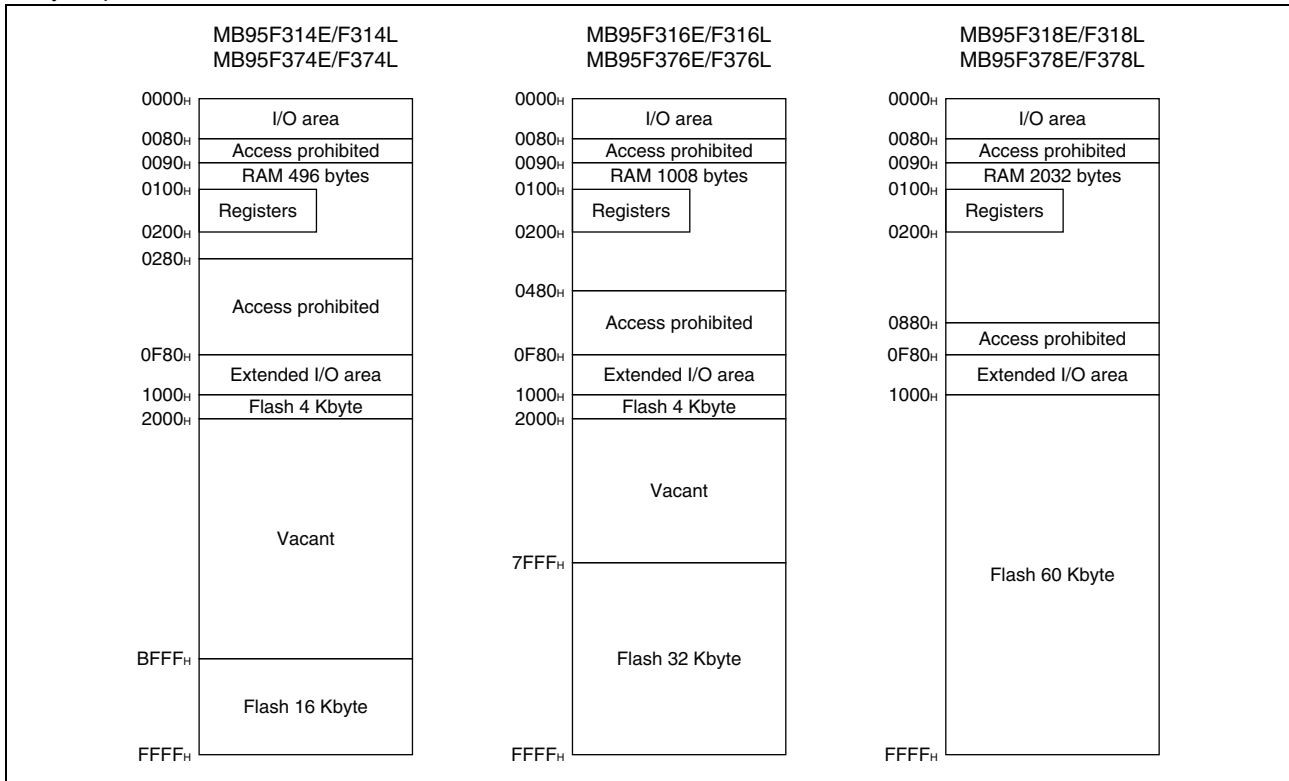 MB95F314E/F314L
MB95F374E/F374L
0000H
I/O area
0080H
Access prohibited
0090H
RAM 496 bytes
0100H
Registers
0200H
0280H
Access prohibited
0F80H
Extended I/O area
1000H
Flash 4 Kbyte
2000H
Vacant
BFFFH
Flash 16 Kbyte
FFFFH
MB95F316E/F316L
MB95F376E/F376L
0000H
I/O area
0080H
Access prohibited
0090H
RAM 1008 bytes
0100H
Registers
0200H
0480H
Access prohibited
0F80H
Extended I/O area
1000H
Flash 4 Kbyte
2000H
Vacant
7FFFH
Flash 32 Kbyte
FFFFH
MB95F318E/F318L
MB95F378E/F378L
0000H
I/O area
0080H
Access prohibited
0090H
RAM 2032 bytes
0100H
Registers
0200H
0880H
Access prohibited
0F80H
Extended I/O area
1000H
Flash 60 Kbyte
FFFFH